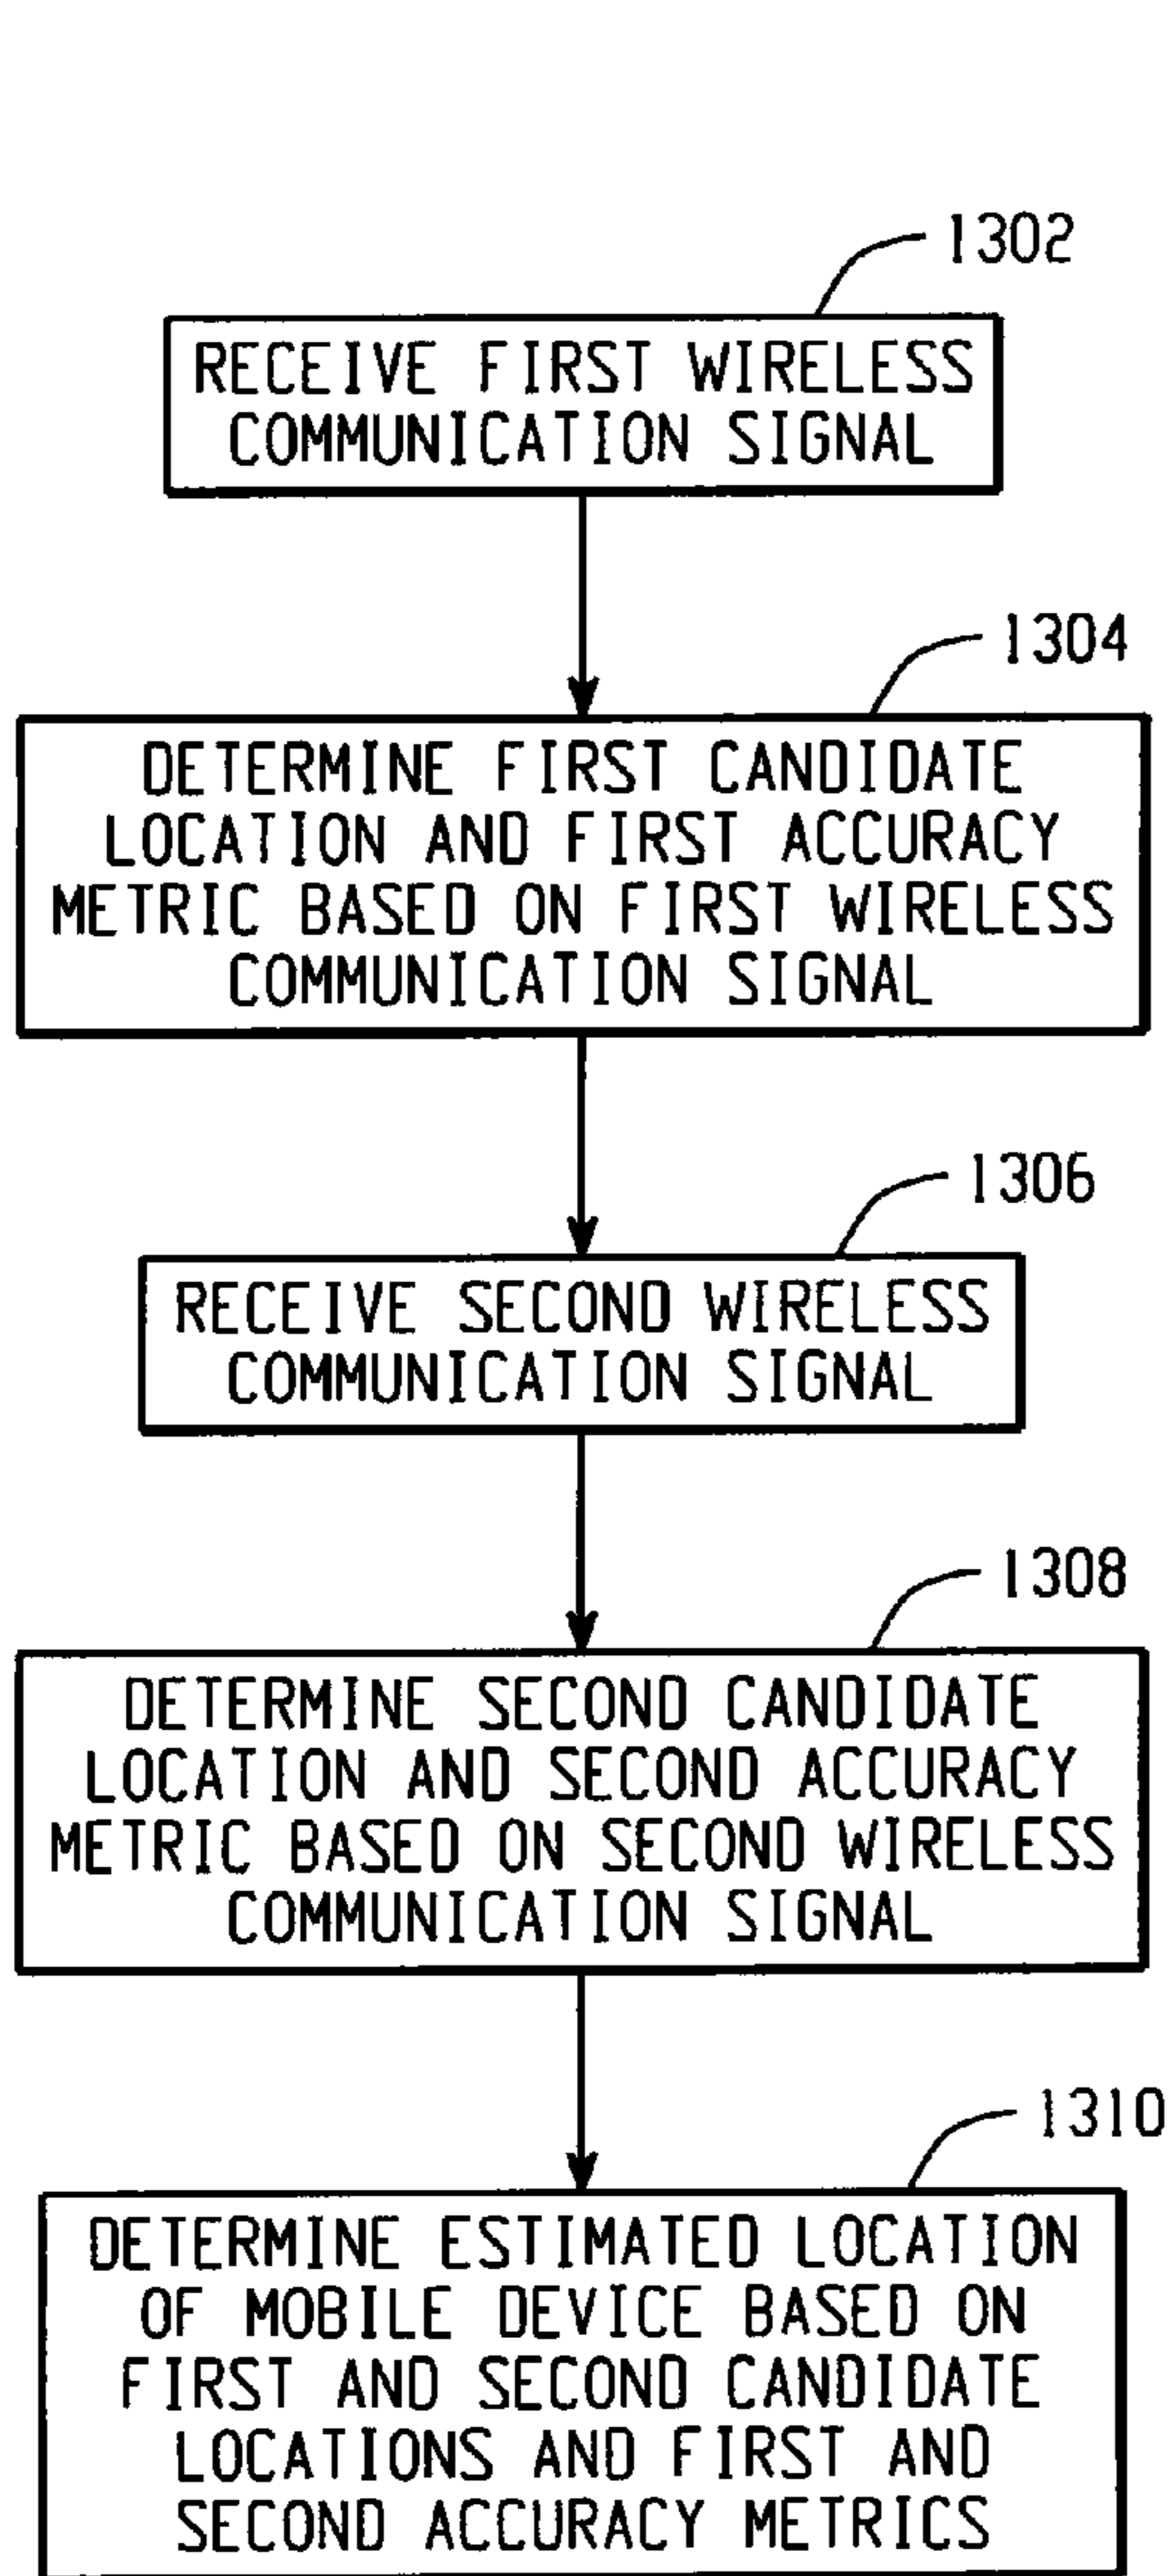 1302
RECEIVE FIRST WIRELESS
COMMUNICATION SIGNAL
1304
DETERMINE FIRST CANDIDATE
LOCATION AND FIRST ACCURACY
METRIC BASED ON FIRST WIRELESS
COMMUNICATION SIGNAL
1306
RECEIVE SECOND WIRELESS
COMMUNICATION SIGNAL
1308
DETERMINE SECOND CANDIDATE
LOCATION AND SECOND ACCURACY
METRIC BASED ON SECOND WIRELESS
COMMUNICATION SIGNAL
1310
DETERMINE ESTIMATED LOCATION
OF MOBILE DEVICE BASED ON
FIRST AND SECOND CANDIDATE
LOCATIONS AND FIRST AND
SECOND ACCURACY METRICS